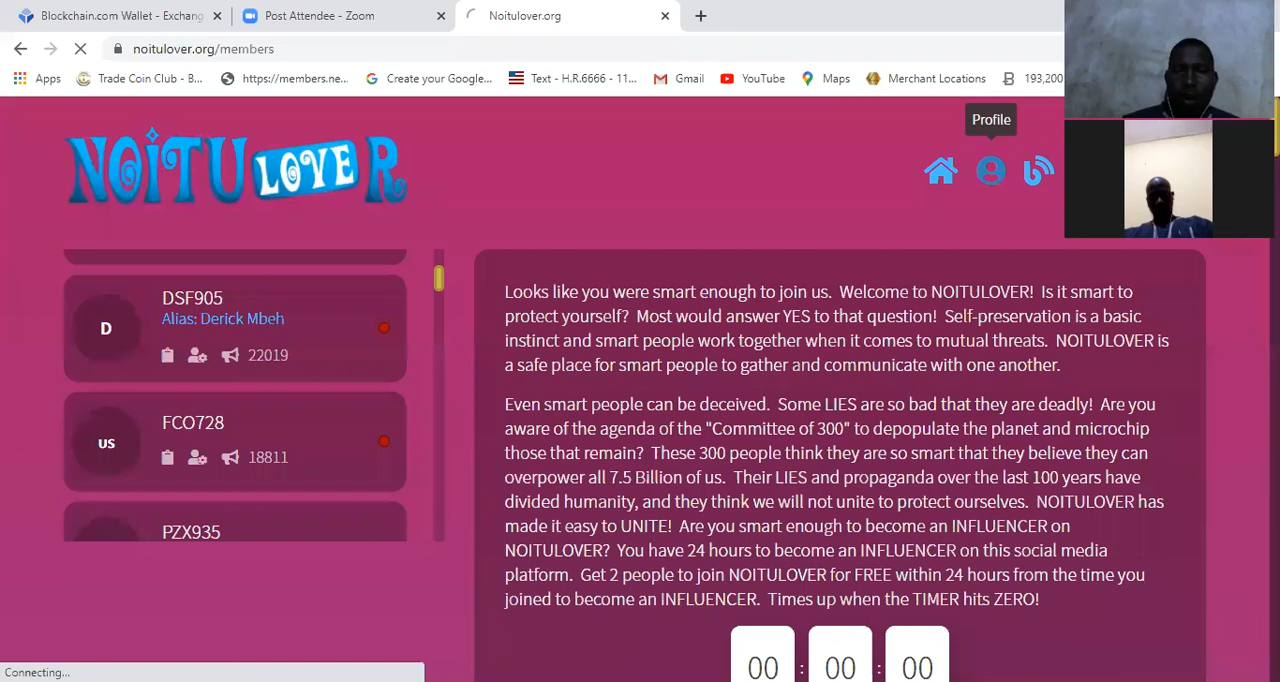 Blockchain.com Wallet - Exchang
Post Attendee - Zoom
Noitulover.org
noitulover.org/members
Apps
Trade Coin Club - B...
https://members.ne...
Create your Google...
Text - H.R.6666 - 11...
Gmail
YouTube
Maps
Merchant Locations
193,200
Profile
NOITULOVER
DSF905
Alias: Derick Mbeh
D
22019
FCO728
US
18811
PZX935
Looks like you were smart enough to join us. Welcome to NOITULOVER! Is it smart to
protect yourself? Most would answer YES to that question! Self-preservation is a basic
instinct and smart people work together when it comes to mutual threats. NOITULOVER is
a safe place for smart people to gather and communicate with one another.
Even smart people can be deceived. Some LIES are so bad that they are deadly! Are you
aware of the agenda of the "Committee of 300" to depopulate the planet and microchip
those that remain? These 300 people think they are so smart that they believe they can
overpower all 7.5 Billion of us. Their LIES and propaganda over the last 100 years have
divided humanity, and they think we will not unite to protect ourselves. NOITULOVER has
made it easy to UNITE! Are you smart enough to become an INFLUENCER on
NOITULOVER? You have 24 hours to become an INFLUENCER on this social media
platform. Get 2 people to join NOITULOVER for FREE within 24 hours from the time you
joined to become an INFLUENCER. Times up when the TIMER hits ZERO!
00 : 00 : 00
Connecting...